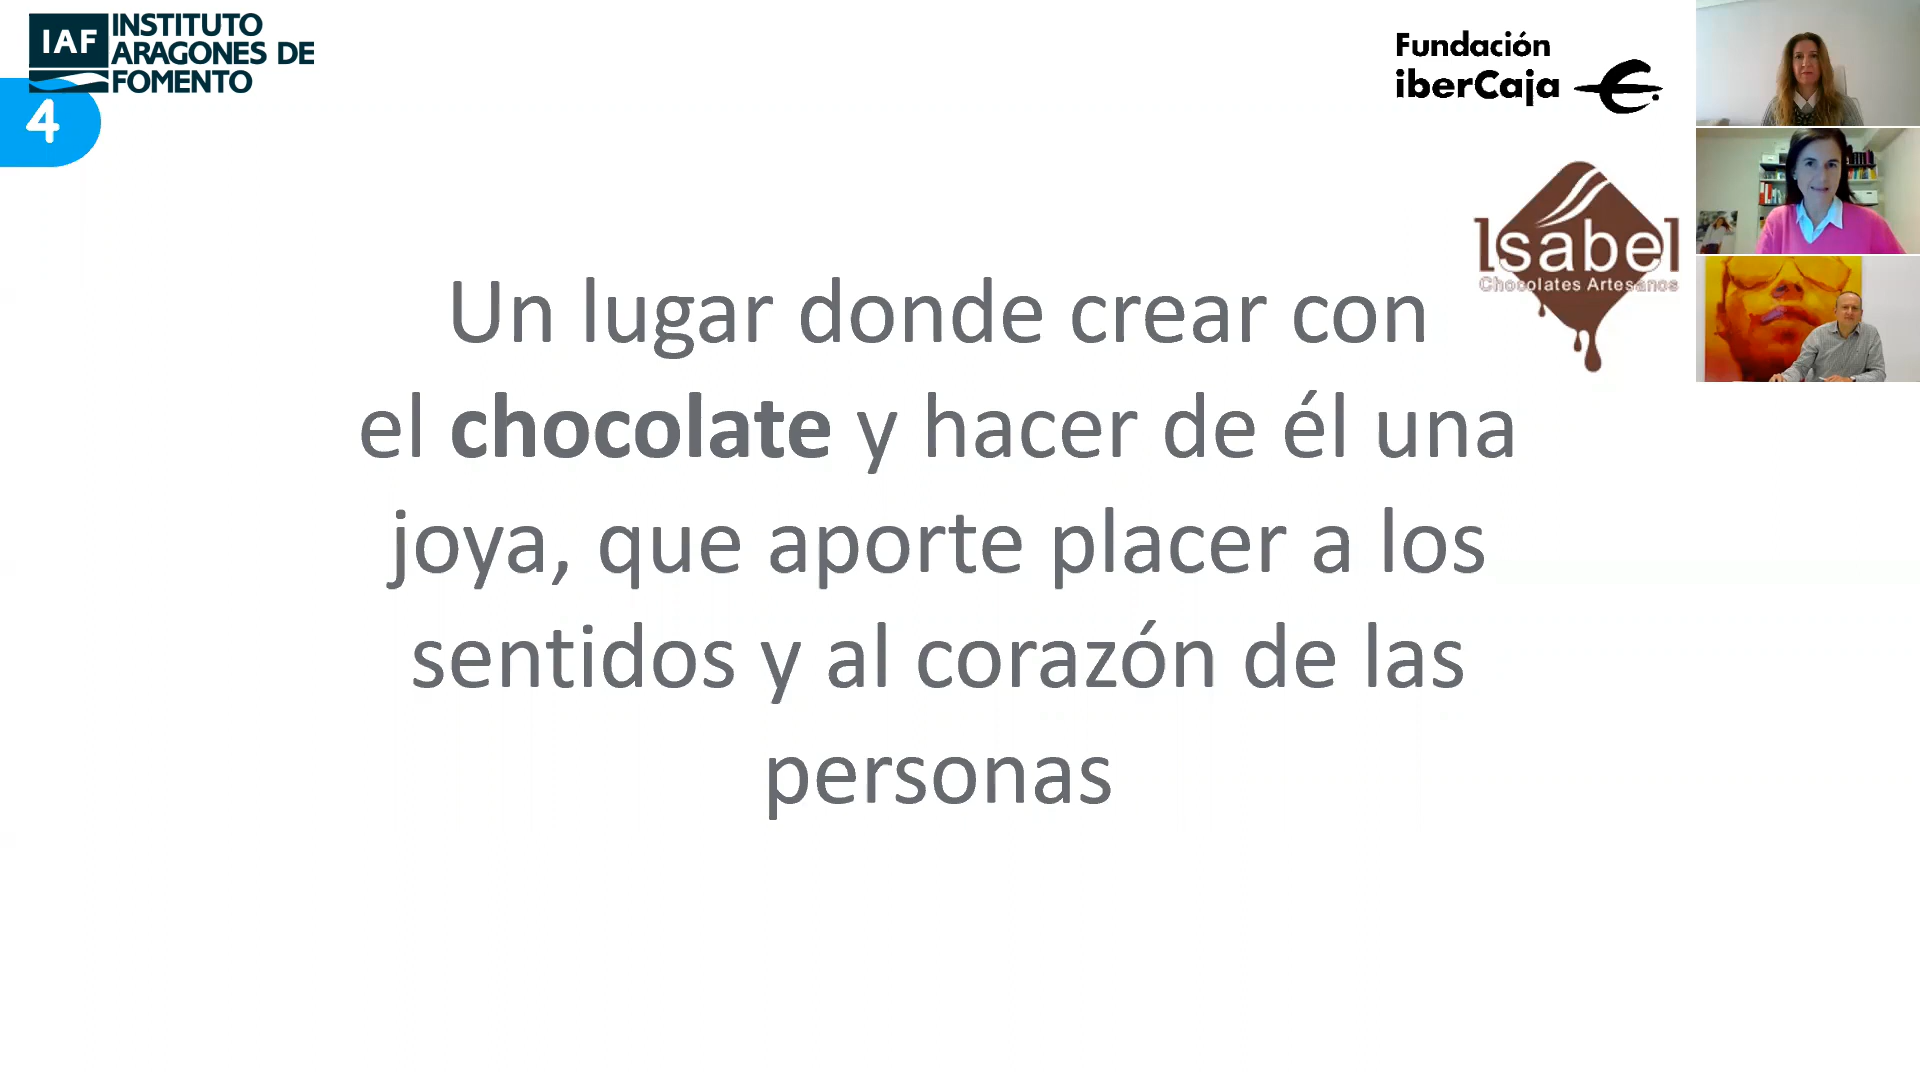 IAF INSTITUTO
ARAGONES DE
FOMENTO
4
Fundación
iberCaja
Isabel
Chocolates Artesanos
Un lugar donde crear con
el chocolate y hacer de él una
joya, que aporte placer a los
sentidos y al corazón de las
personas